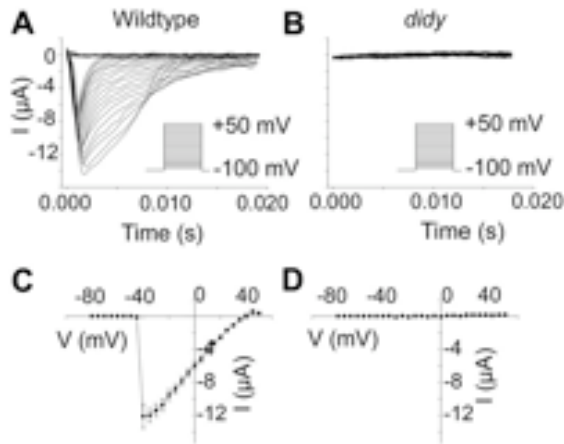 A Wildtype
B didy
I (µA)
0
-4
-8
-12
+50 mV
-100 mV
0.000 0.010 0.020
Time (s)
+50 mV
-100 mV
0.000 0.010 0.020
Time (s)
C
-80 -40 0 40
V (mV)
-4
-8
-12
I (µA)
D
-80 -40 0 40
V (mV)
-4
-8
-12
I (µA)